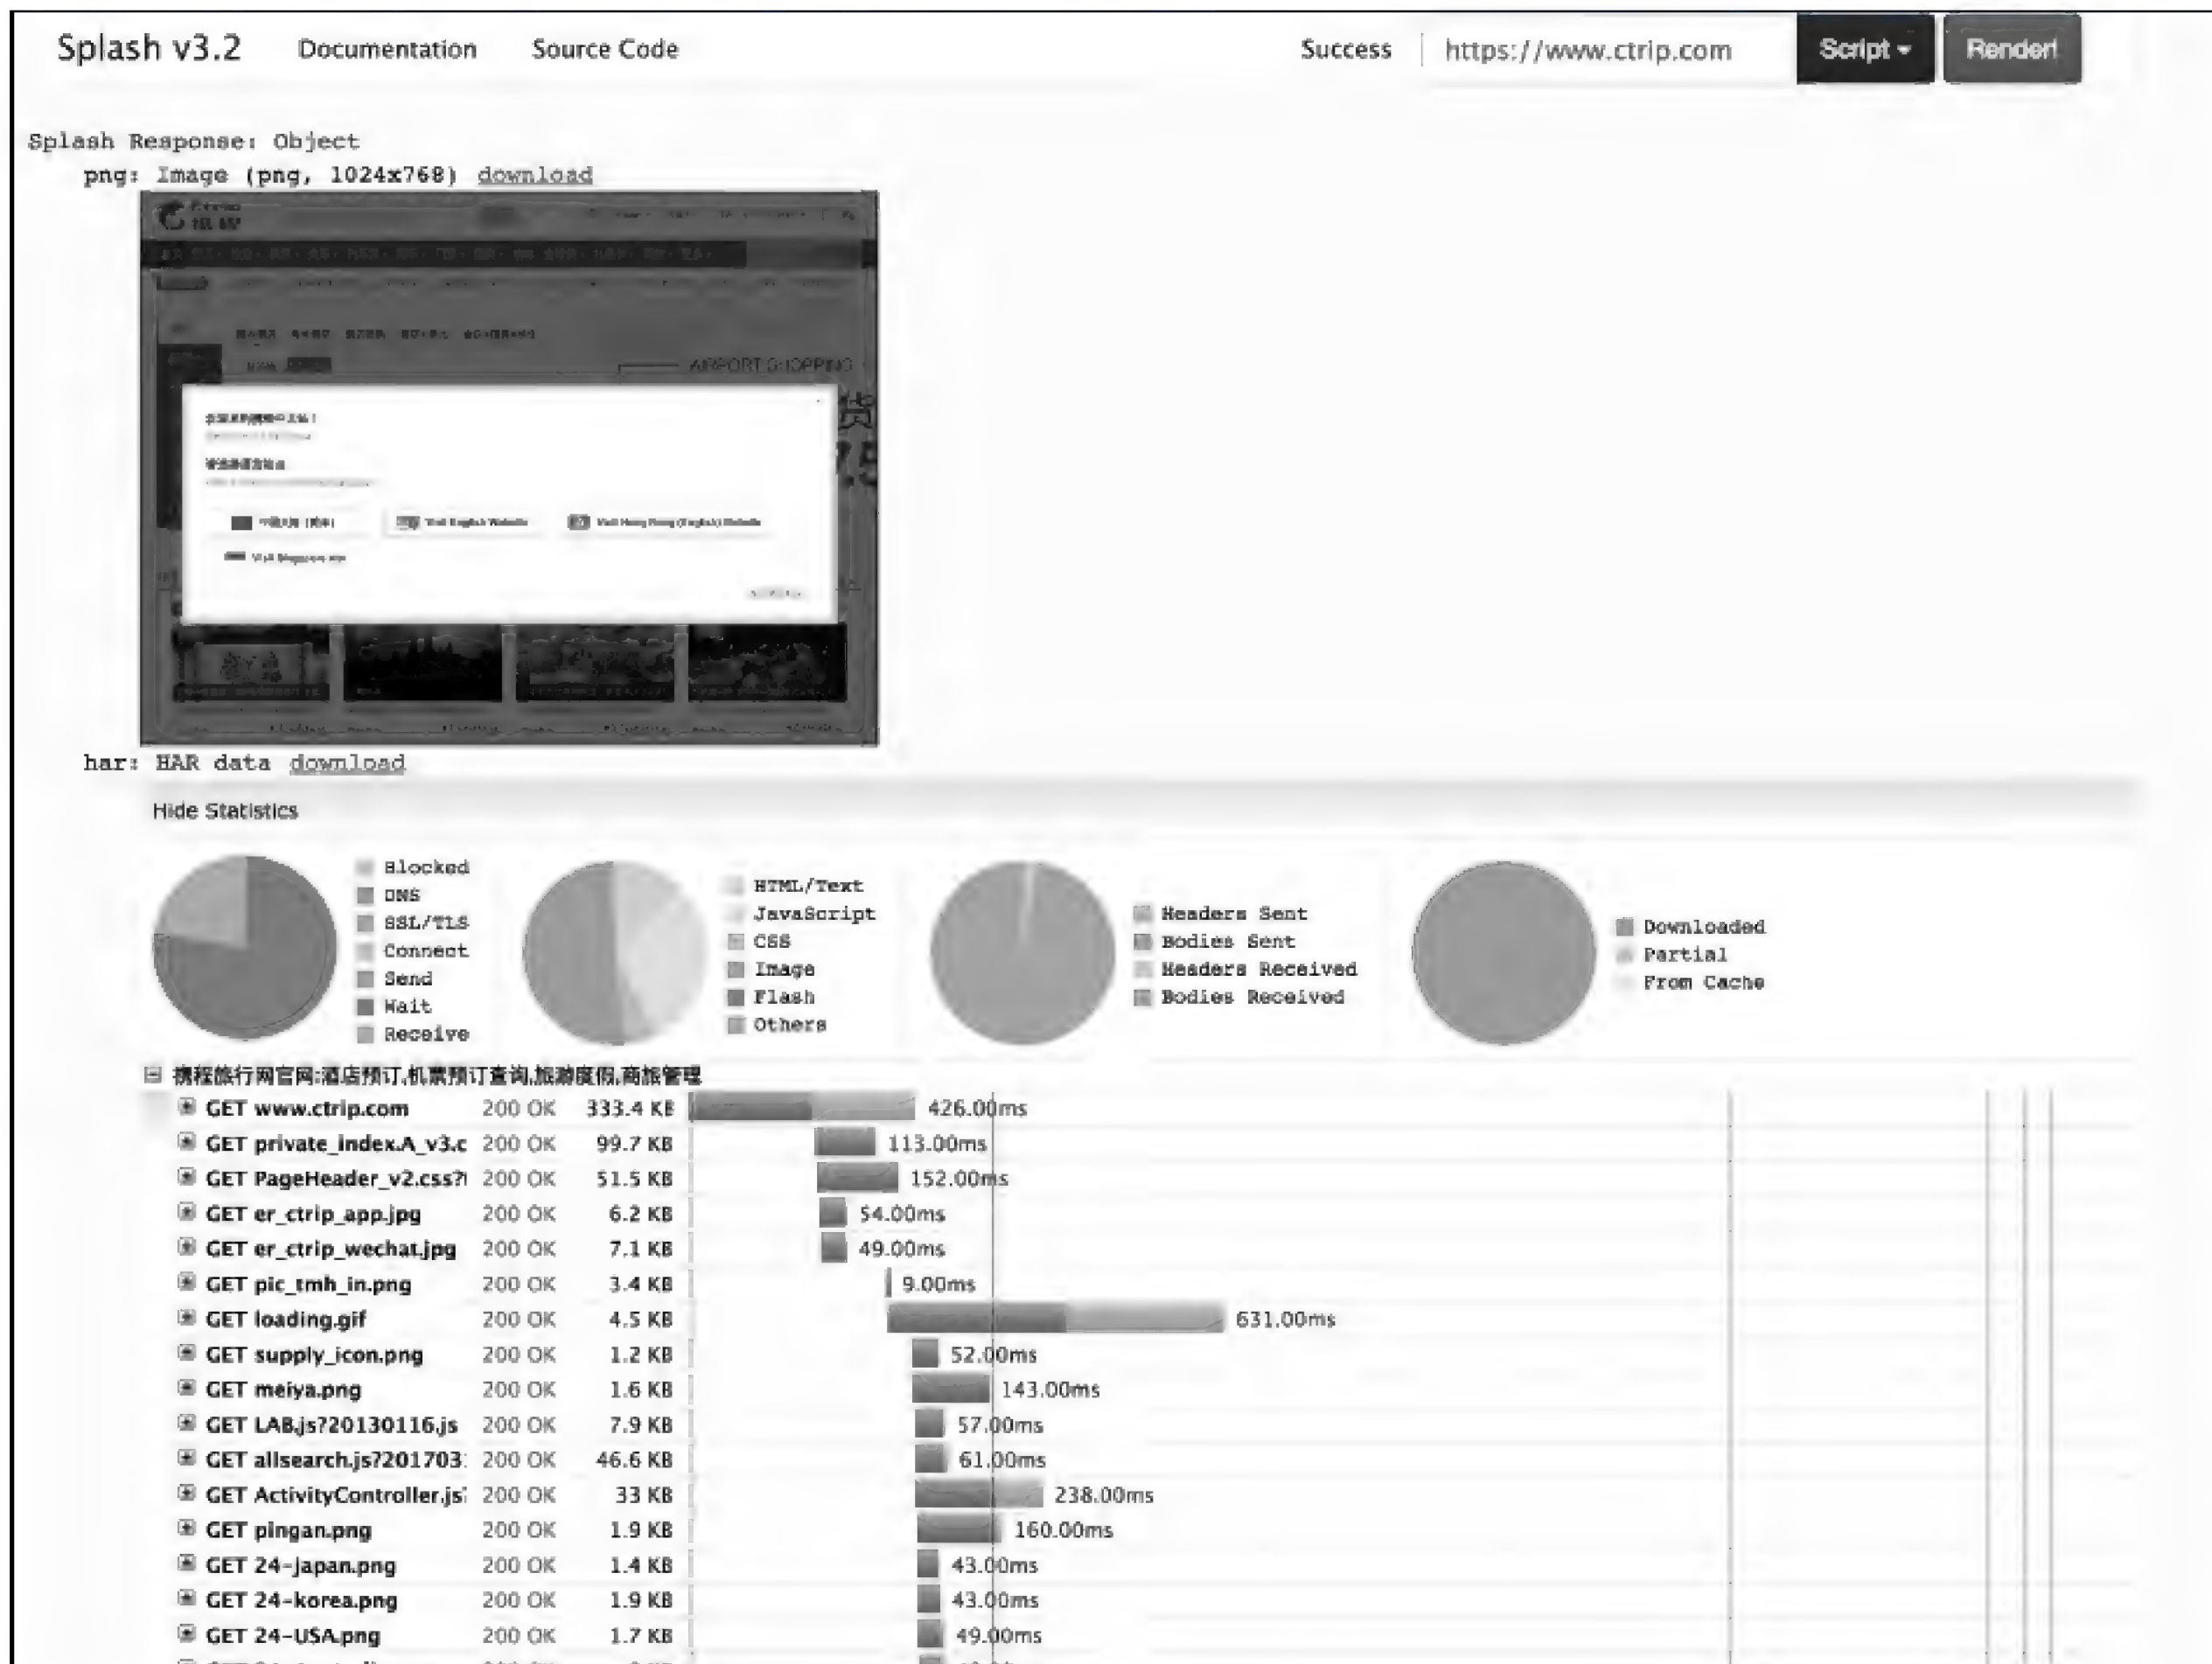 Splash v3.2 Documentation Source Code Success https://www.ctrip.com Script Render!
Splash Response: Object
png: Image (png, 1024x768) download
AIRPORT SHOPPING
货
Visit English Website Visit Hong Kong (English) Website
har: HAR data download
Hide Statistics
Blocked
DNS
SSL/TLS
Connect
Send
Wait
Receive
HTML/Text
JavaScript
CSS
Image
Flash
Others
Headers Sent
Bodies Sent
Headers Received
Bodies Received
Downloaded
Partial
From Cache
携程旅行网官网:酒店预订,机票预订查询,旅游度假,商旅管理
GET www.ctrip.com 200 OK 333.4 KB 426.00ms
GET private_index.A_v3.c 200 OK 99.7 KB 113.00ms
GET PageHeader_v2.css? 200 OK 51.5 KB 152.00ms
GET er_ctrip_app.jpg 200 OK 6.2 KB 54.00ms
GET er_ctrip_wechat.jpg 200 OK 7.1 KB 49.00ms
GET pic_tmh_in.png 200 OK 3.4 KB 9.00ms
GET loading.gif 200 OK 4.5 KB 631.00ms
GET supply_icon.png 200 OK 1.2 KB 52.00ms
GET meiya.png 200 OK 1.6 KB 143.00ms
GET LAB.js?20130116.js 200 OK 7.9 KB 57.00ms
GET allsearch.js?201703 200 OK 46.6 KB 61.00ms
GET ActivityController.js 200 OK 33 KB 238.00ms
GET pingan.png 200 OK 1.9 KB 160.00ms
GET 24-japan.png 200 OK 1.4 KB 43.00ms
GET 24-korea.png 200 OK 1.9 KB 43.00ms
GET 24-USA.png 200 OK 1.7 KB 49.00ms